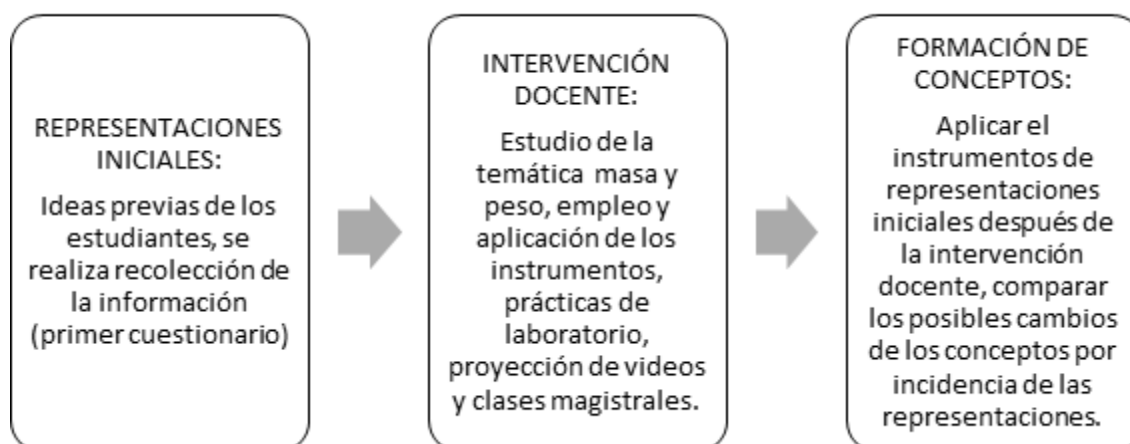 REPRESENTACIONES
INICIALES:
Ideas previas de los
estudiantes, se
realiza recolección de
la información
(primer cuestionario)
INTERVENCIÓN
DOCENTE:
Estudio de la
temática masa y
peso, empleo y
aplicación de los
instrumentos,
prácticas de
laboratorio,
proyección de videos
y clases magistrales.
FORMACIÓN DE
CONCEPTOS:
Aplicar el
instrumentos de
representaciones
iniciales después de
la intervención
docente, comparar
los posibles cambios
de los conceptos por
incidencia de las
representaciones.